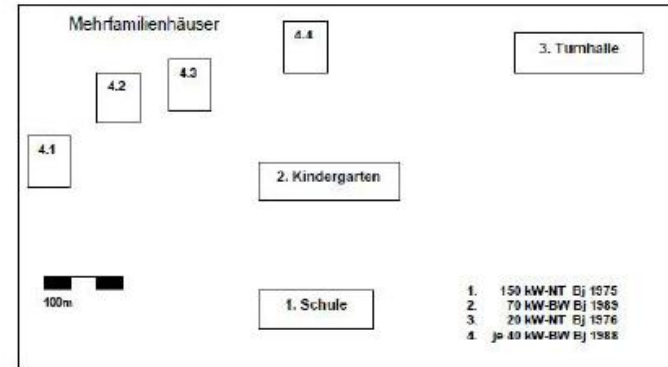 Mehrfamilienhäuser
4.4
3. Turnhalle
4.3
4.2
4.1
2. Kindergarten
100m
1. Schule
1. 150 kW-NT Bj 1975
2. 70 kW-BW Bj 1989
3. 20 kW-NT Bj 1976
4. je 40 kW-BW Bj 1988